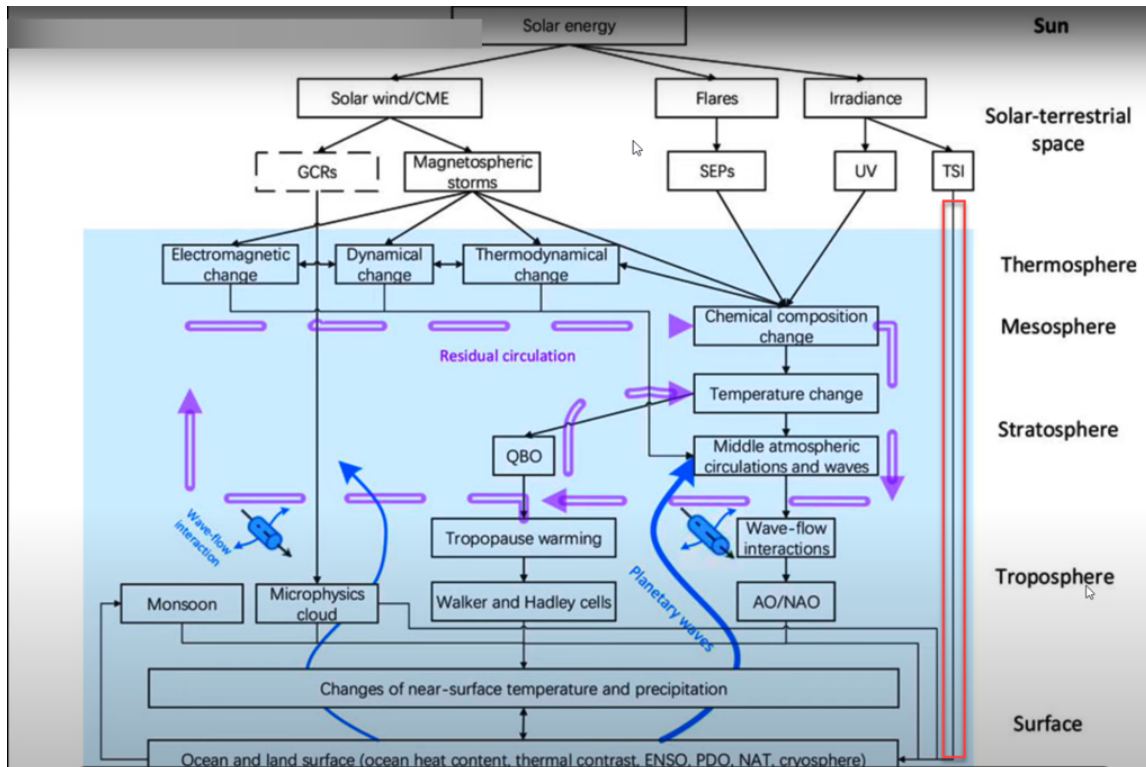 Solar energy
Sun
Solar wind/CME
Flares
Irradiance
Solar-terrestrial
space
GCRs
Magnetospheric
storms
SEPs
UV
TSI
Electromagnetic
change
Dynamical
change
Thermodynamical
change
Thermosphere
Chemical composition
change
Mesosphere
Residual circulation
Temperature change
Stratosphere
QBO
Middle atmospheric
circulations and waves
Wave-flow
interaction
Tropopause warming
Wave-flow
interactions
Planetary waves
Troposphere
Monsoon
Microphysics
cloud
Walker and Hadley cells
AO/NAO
Changes of near-surface temperature and precipitation
Surface
Ocean and land surface (ocean heat content, thermal contrast, ENSO, PDO, NAT, cryosphere)